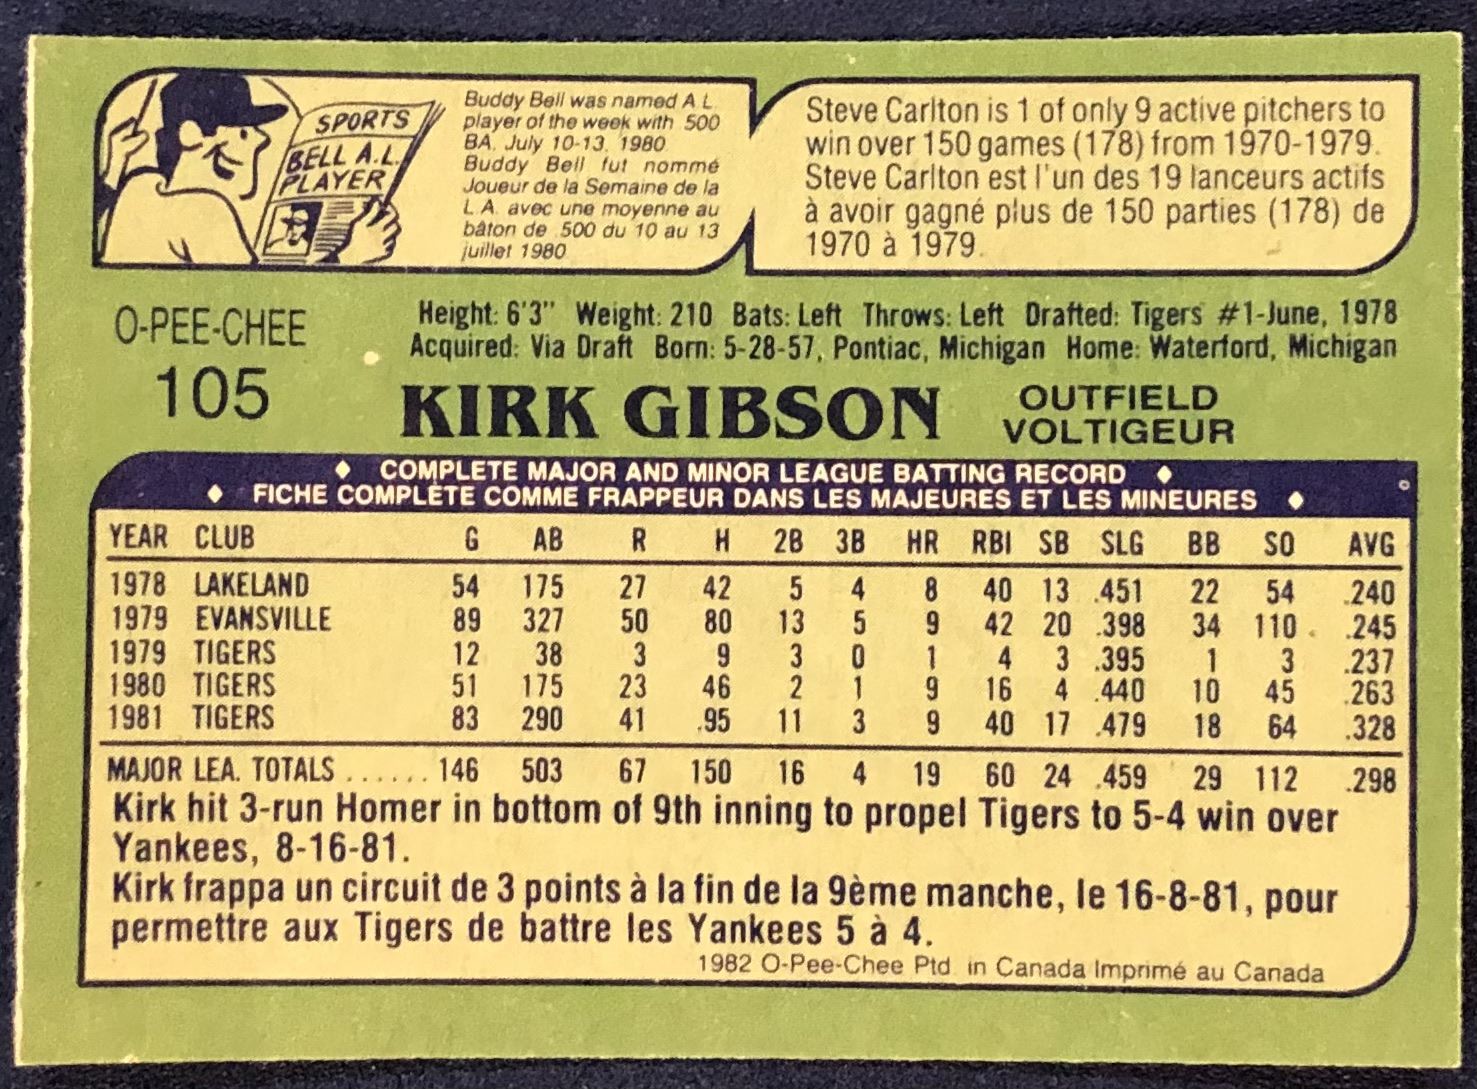 SPORTS
BELL A.L.
PLAYER
Buddy Bell was named A L
player of the week with 500
BA, July 10-13, 1980
Buddy Bell fut nommé
Joueur de la Semaine de la
L A avec une moyenne au
bâton de .500 du 10 au 13
juillet 1980
Steve Carlton is 1 of only 9 active pitchers to
win over 150 games (178) from 1970-1979.
Steve Carlton est l'un des 19 lanceurs actifs
à avoir gagné plus de 150 parties (178) de
1970 à 1979.
O-PEE-CHEE
105
Height: 6'3" Weight: 210 Bats: Left Throws: Left Drafted: Tigers #1-June, 1978
Acquired: Via Draft Born: 5-28-57, Pontiac, Michigan Home: Waterford, Michigan
KIRK GIBSON
OUTFIELD
VOLTIGEUR
♦ COMPLETE MAJOR AND MINOR LEAGUE BATTING RECORD ♦
♦ FICHE COMPLÈTE COMME FRAPPEUR DANS LES MAJEURES ET LES MINEURES ♦
YEAR CLUB G AB R H 2B 3B HR RBI SB SLG BB SO AVG
1978 LAKELAND 54 175 27 42 5 4 8 40 13 .451 22 54 .240
1979 EVANSVILLE 89 327 50 80 13 5 9 42 20 .398 34 110 .245
1979 TIGERS 12 38 3 9 3 0 1 4 3 .395 1 3 .237
1980 TIGERS 51 175 23 46 2 1 9 16 4 .440 10 45 .263
1981 TIGERS 83 290 41 .95 11 3 9 40 17 .479 18 64 .328
MAJOR LEA. TOTALS ...... 146 503 67 150 16 4 19 60 24 .459 29 112 .298
Kirk hit 3-run Homer in bottom of 9th inning to propel Tigers to 5-4 win over
Yankees, 8-16-81.
Kirk frappa un circuit de 3 points à la fin de la 9ème manche, le 16-8-81, pour
permettre aux Tigers de battre les Yankees 5 à 4.
1982 O-Pee-Chee Ptd. in Canada Imprimé au Canada